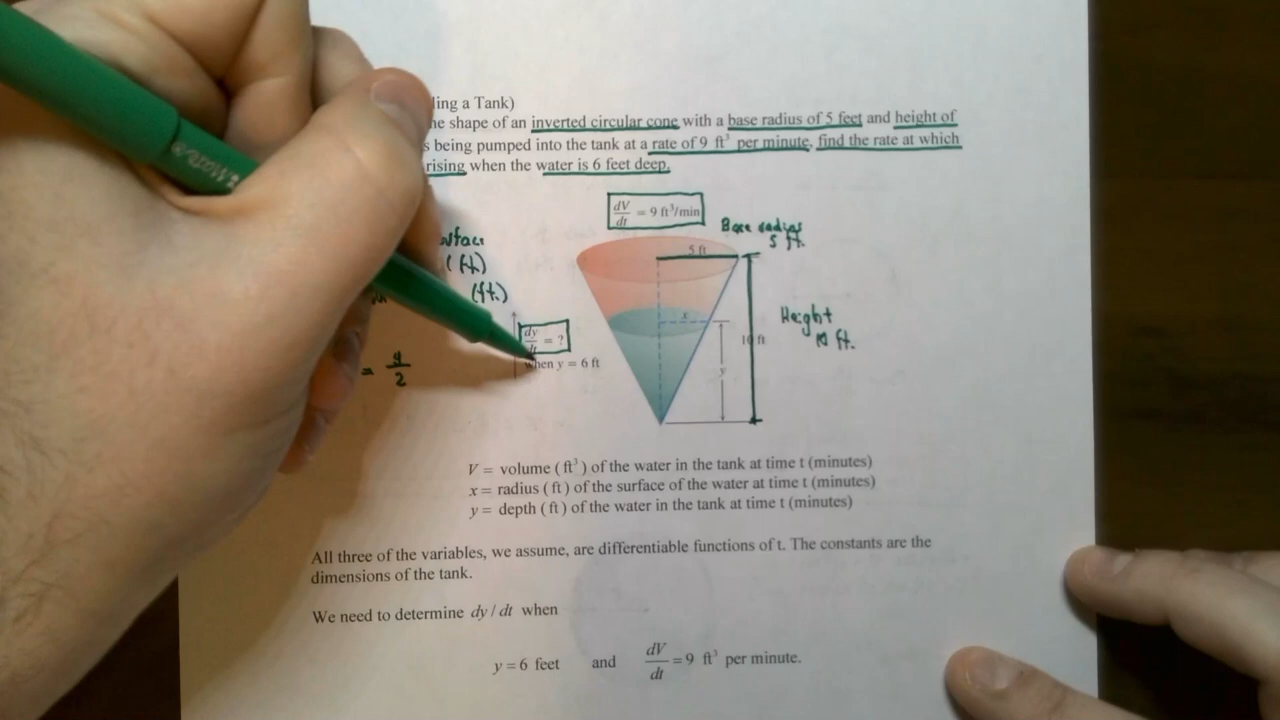 ling a Tank)
he shape of an inverted circular cone with a base radius of 5 feet and height of
s being pumped into the tank at a rate of 9 ft³ per minute, find the rate at which
rising when the water is 6 feet deep.
dV/dt = 9 ft³/min
Base radius
5 ft.
5 ft
urface
(ft)
(ft.)
x
dy/dt = ?
when y = 6 ft
Height
10 ft.
10 ft
y
= y/2
V = volume (ft³) of the water in the tank at time t (minutes)
x = radius (ft) of the surface of the water at time t (minutes)
y = depth (ft) of the water in the tank at time t (minutes)
All three of the variables, we assume, are differentiable functions of t. The constants are the
dimensions of the tank.
We need to determine dy / dt when
y = 6 feet and dV/dt = 9 ft³ per minute.